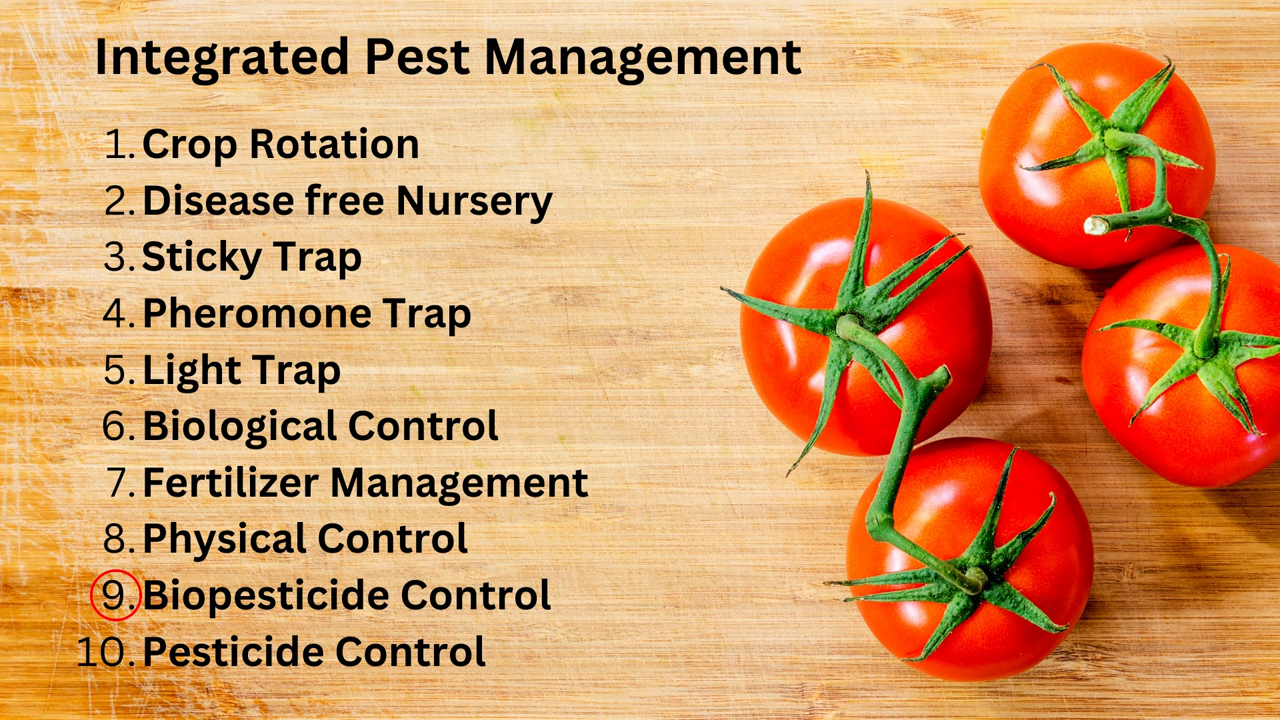 Integrated Pest Management
1. Crop Rotation
2. Disease free Nursery
3. Sticky Trap
4. Pheromone Trap
5. Light Trap
6. Biological Control
7. Fertilizer Management
8. Physical Control
9. Biopesticide Control
10. Pesticide Control